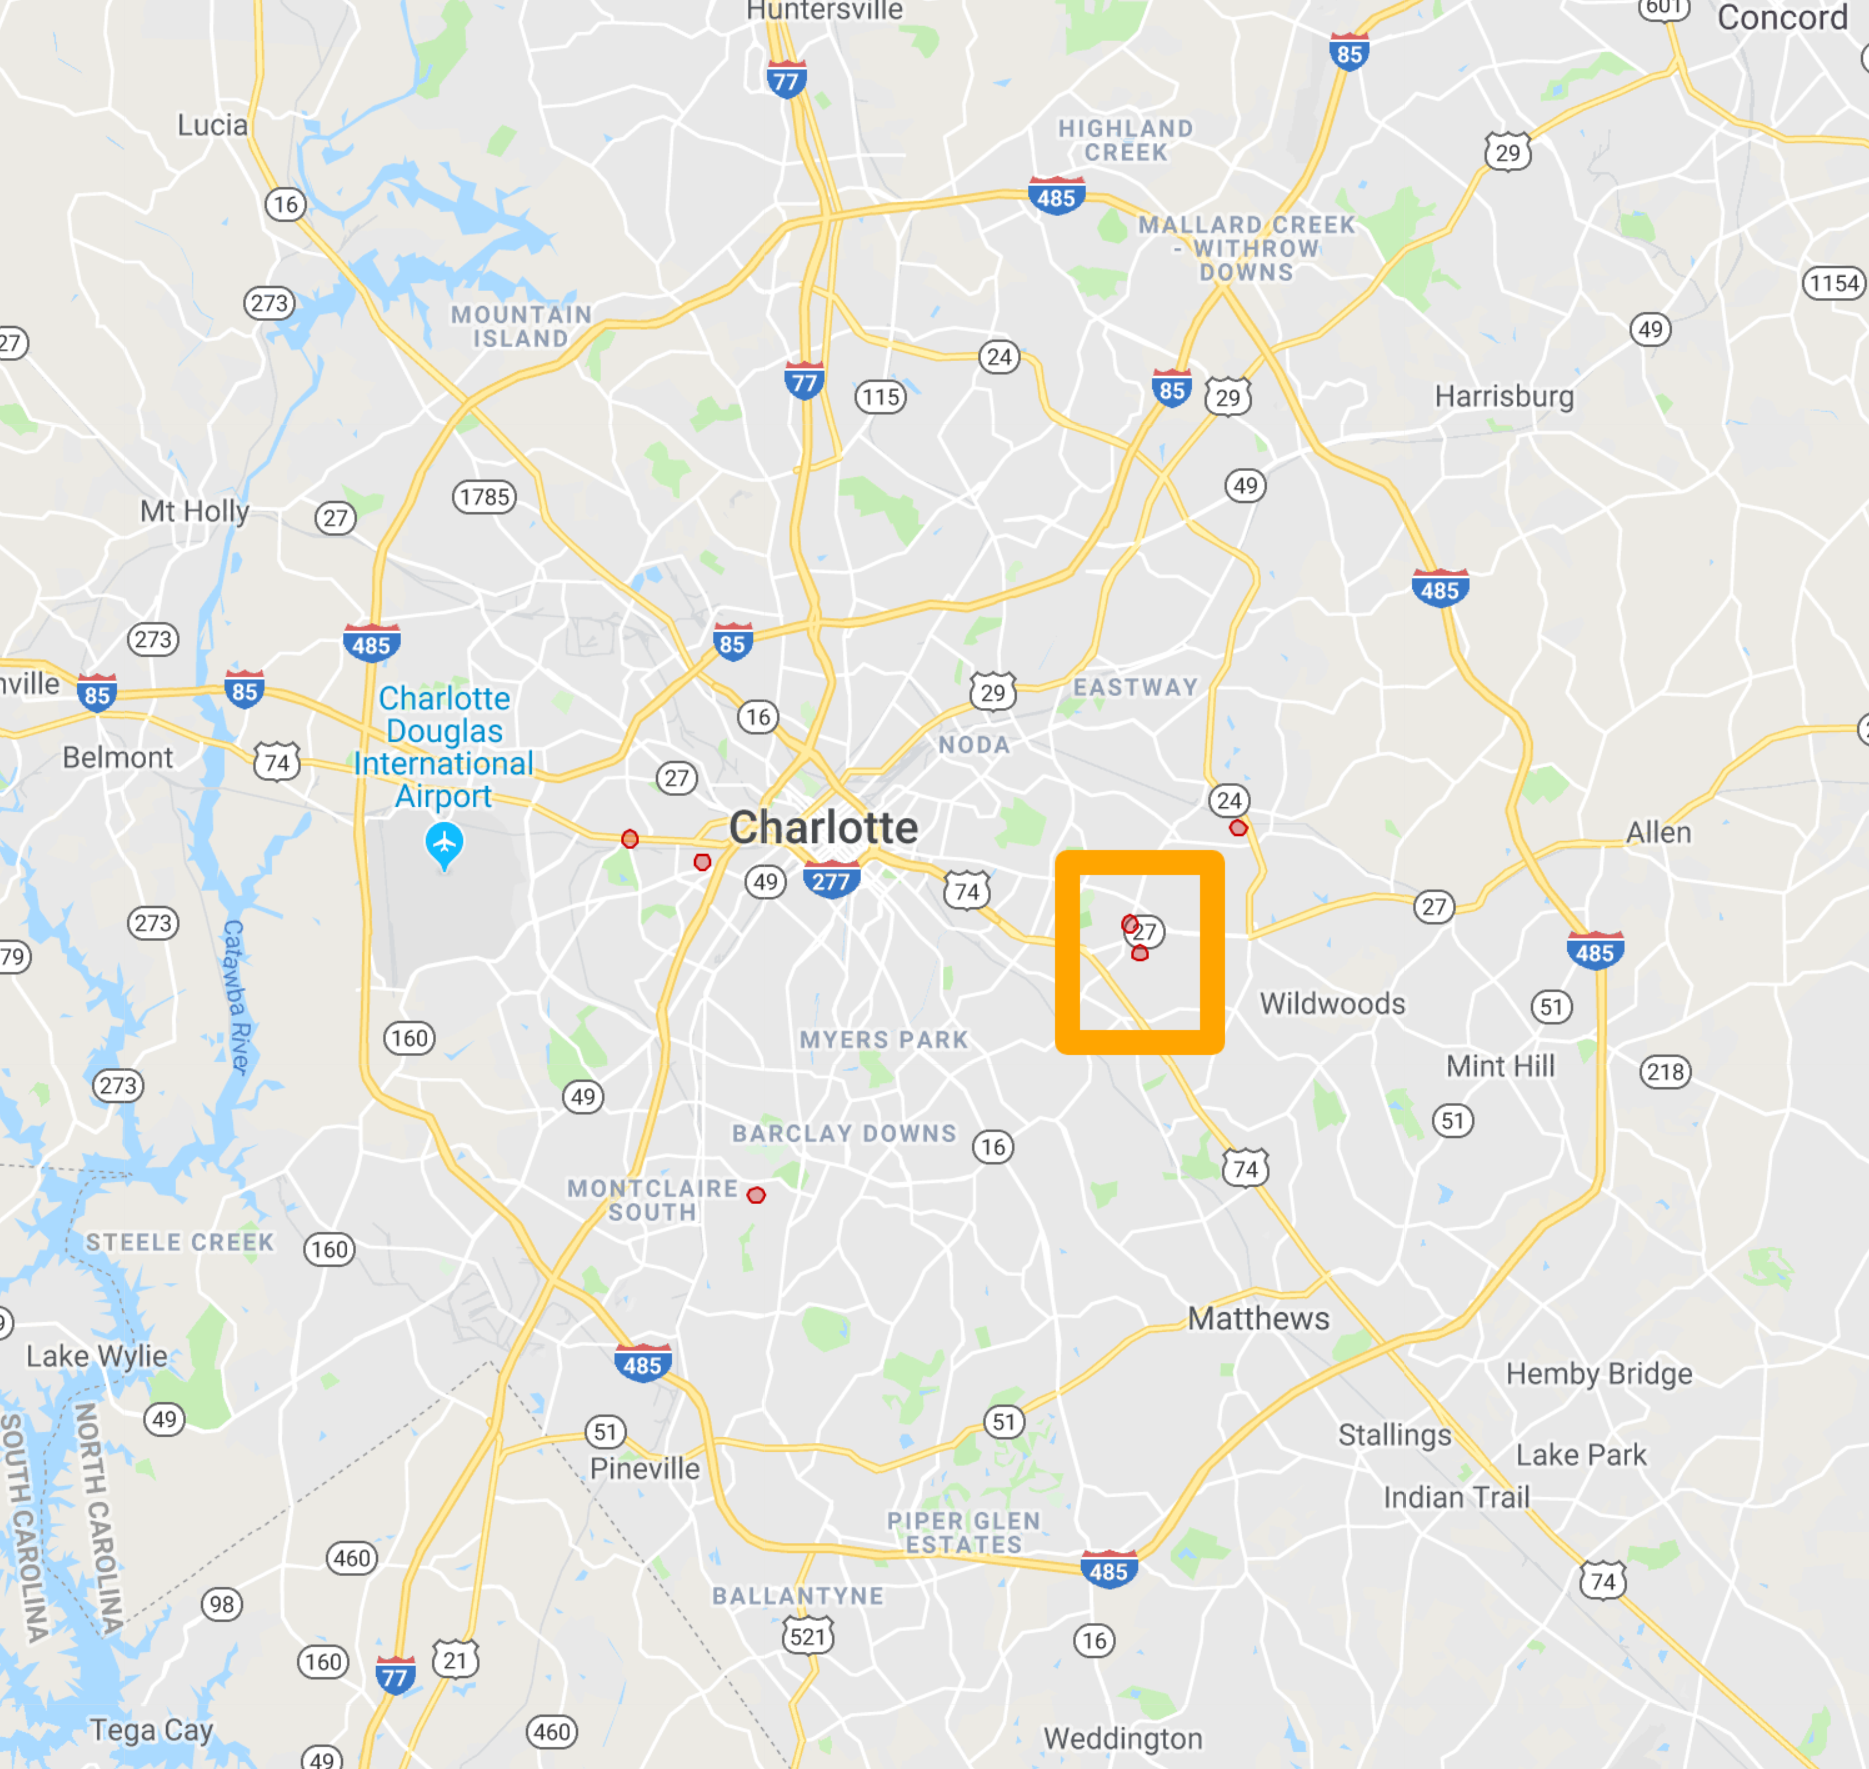 Huntersville
601
Concord
77
85
Lucia
HIGHLAND
CREEK
29
16
485
MALLARD CREEK
- WITHROW
DOWNS
1154
273
MOUNTAIN
ISLAND
27
49
24
77
115
85
29
Harrisburg
49
1785
Mt Holly
27
485
273
485
85
nville
85
85
Charlotte
Douglas
International
Airport
29
EASTWAY
16
NODA
Belmont
74
27
24
Charlotte
Allen
49
277
74
27
273
27
79
Catawba River
485
Wildwoods
51
160
MYERS PARK
Mint Hill
218
273
49
51
BARCLAY DOWNS
16
74
MONTCLAIRE
SOUTH
STEELE CREEK
160
Matthews
9
Lake Wylie
485
Hemby Bridge
49
51
51
Stallings
Pineville
Lake Park
Indian Trail
SOUTH CAROLINA
NORTH CAROLINA
PIPER GLEN
ESTATES
460
485
74
BALLANTYNE
98
521
16
160
77
21
Tega Cay
460
Weddington
49